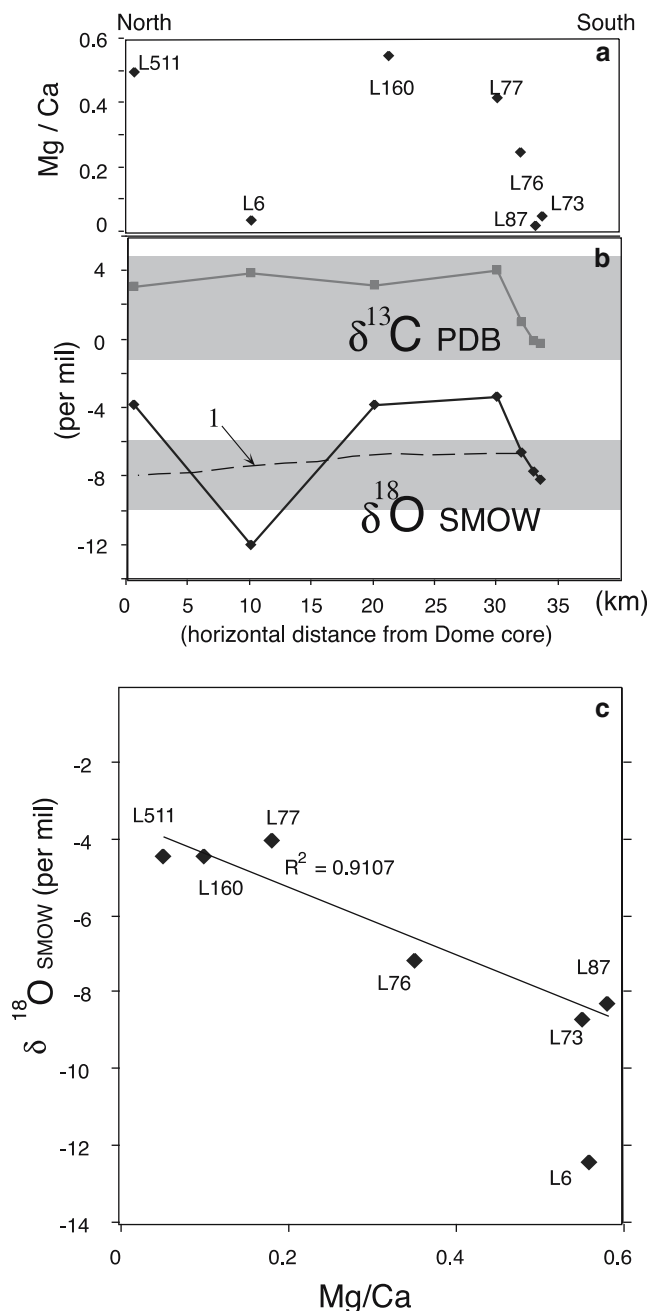 North South
0.6 a
L511
L160 L77
0.4
Mg / Ca
0.2
L76
L6 L73
L87
0
4 b
δ13C PDB
0
(per mil)
-4
1
-8
δ18O SMOW
-12
0 5 10 15 20 25 30 35 (km)
(horizontal distance from Dome core)
c
-2
L511 L77
-4
R2 = 0.9107
L160
δ 18O SMOW (per mil)
-6
L87
L76
-8
L73
-10
-12
L6
-14
0 0.2 0.4 0.6
Mg/Ca